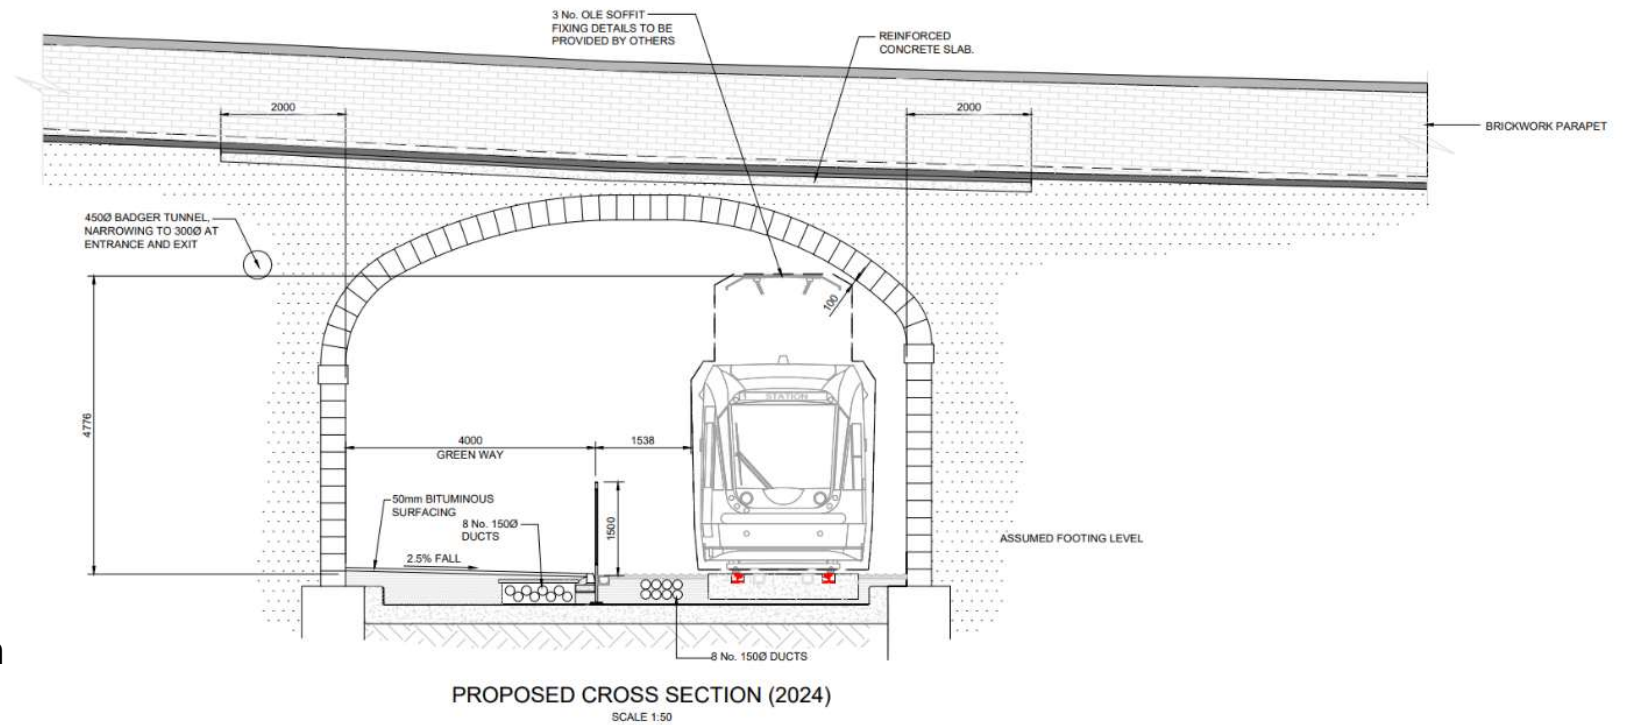 3 No. OLE SOFFIT
FIXING DETAILS TO BE
PROVIDED BY OTHERS
REINFORCED
CONCRETE SLAB.
2000
2000
BRICKWORK PARAPET
450Ø BADGER TUNNEL,
NARROWING TO 300Ø AT
ENTRANCE AND EXIT
100
STATION
4776
4000
GREEN WAY
1538
50mm BITUMINOUS
SURFACING
8 No. 150Ø
DUCTS
1500
2.5% FALL
ASSUMED FOOTING LEVEL
8 No. 150Ø DUCTS
PROPOSED CROSS SECTION (2024)
SCALE 1:50